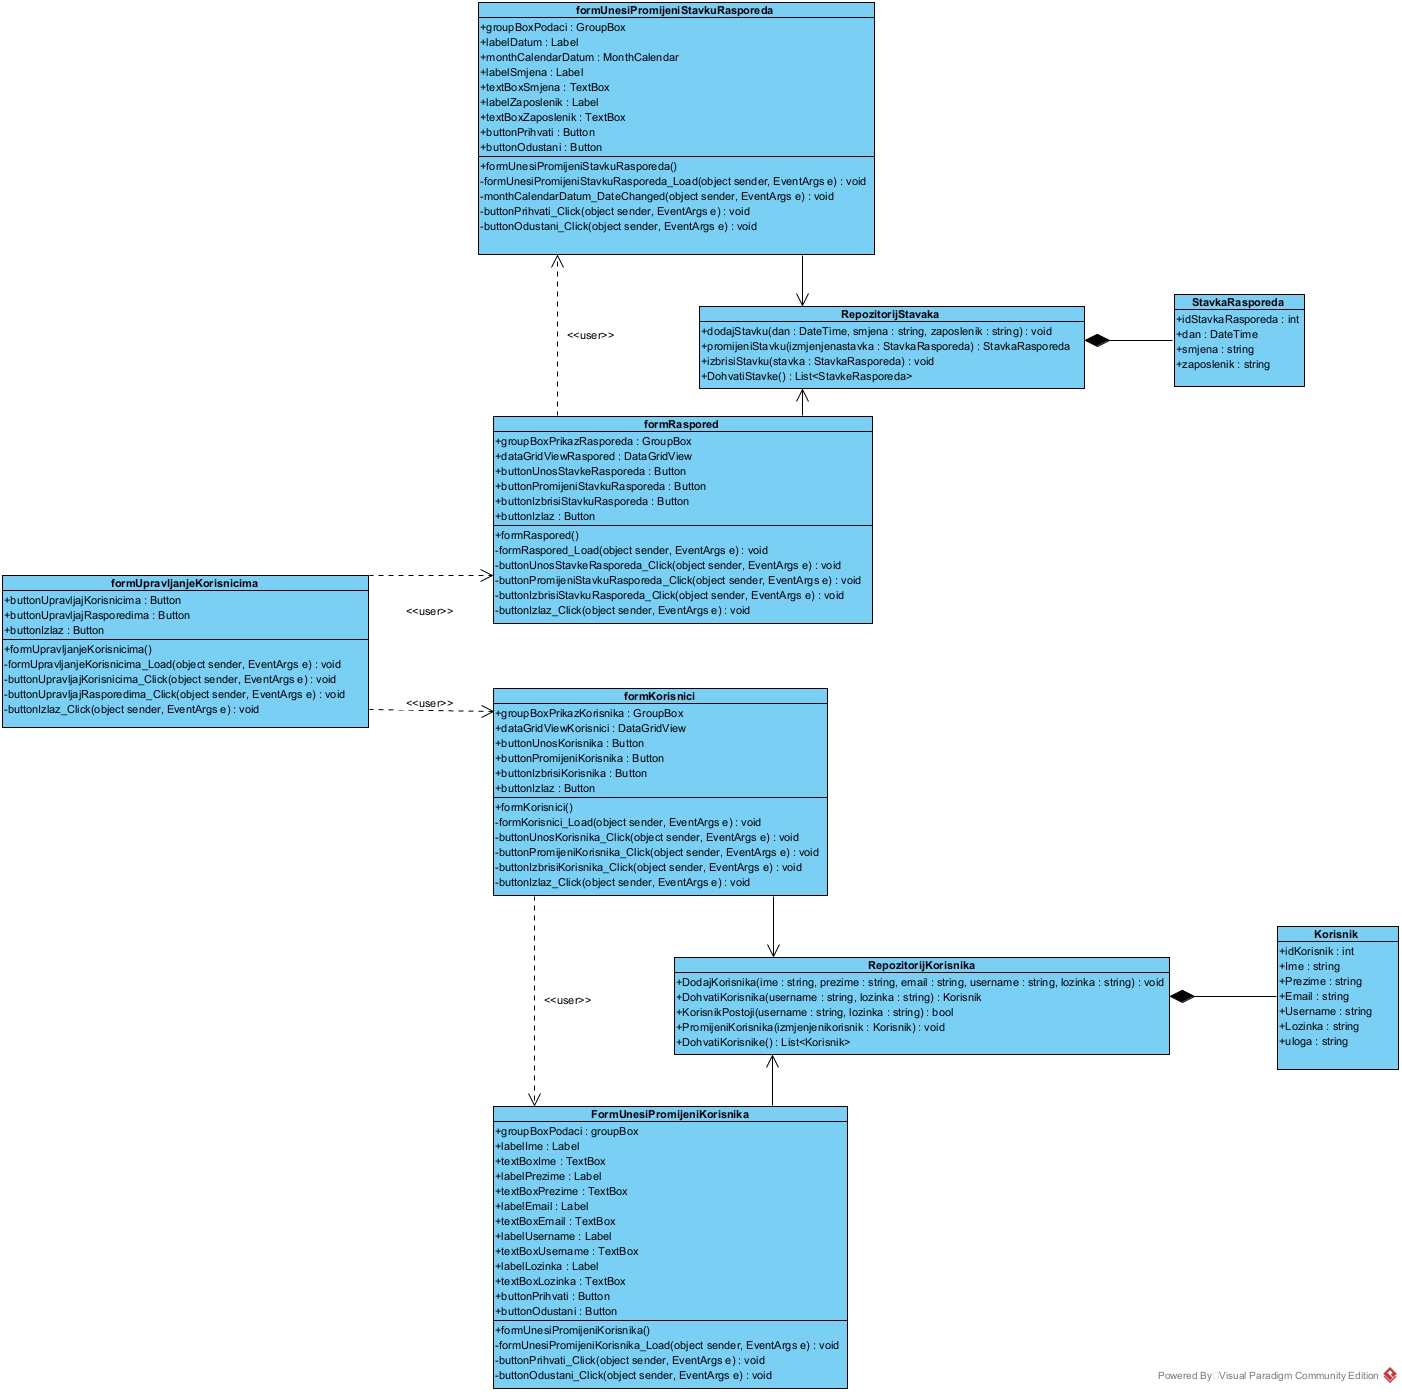 formUnesiPromijeniStavkuRasporeda
+groupBoxPodaci : GroupBox
+labelDatum : Label
+monthCalendarDatum : MonthCalendar
+labelSmjena : Label
+textBoxSmjena : TextBox
+labelZaposlenik : Label
+textBoxZaposlenik : TextBox
+buttonPrihvati : Button
+buttonOdustani : Button
+formUnesiPromijeniStavkuRasporeda()
-formUnesiPromijeniStavkuRasporeda_Load(object sender, EventArgs e) : void
-monthCalendarDatum_DateChanged(object sender, EventArgs e) : void
-buttonPrihvati_Click(object sender, EventArgs e) : void
-buttonOdustani_Click(object sender, EventArgs e) : void
<<user>>
RepozitorijStavaka
+dodajStavku(dan : DateTime, smjena : string, zaposlenik : string) : void
+promijeniStavku(izmjenjenastavka : StavkaRasporeda) : StavkaRasporeda
+izbrisiStavku(stavka : StavkaRasporeda) : void
+DohvatiStavke() : List<StavkeRasporeda>
StavkaRasporeda
+idStavkaRasporeda : int
+dan : DateTime
+smjena : string
+zaposlenik : string
formRaspored
+groupBoxPrikazRasporeda : GroupBox
+dataGridViewRaspored : DataGridView
+buttonUnosStavkeRasporeda : Button
+buttonPromijeniStavkuRasporeda : Button
+buttonIzbrisiStavkuRasporeda : Button
+buttonIzlaz : Button
+formRaspored()
-formRaspored_Load(object sender, EventArgs e) : void
-buttonUnosStavkeRasporeda_Click(object sender, EventArgs e) : void
-buttonPromijeniStavkuRasporeda_Click(object sender, EventArgs e) : void
-buttonIzbrisiStavkuRasporeda_Click(object sender, EventArgs e) : void
-buttonIzlaz_Click(object sender, EventArgs e) : void
formUpravljanjeKorisnicima
+buttonUpravljajKorisnicima : Button
+buttonUpravljajRasporedima : Button
+buttonIzlaz : Button
+formUpravljanjeKorisnicima()
-formUpravljanjeKorisnicima_Load(object sender, EventArgs e) : void
-buttonUpravljajKorisnicima_Click(object sender, EventArgs e) : void
-buttonUpravljajRasporedima_Click(object sender, EventArgs e) : void
-buttonIzlaz_Click(object sender, EventArgs e) : void
<<user>>
<<user>>
formKorisnici
+groupBoxPrikazKorisnika : GroupBox
+dataGridViewKorisnici : DataGridView
+buttonUnosKorisnika : Button
+buttonPromijeniKorisnika : Button
+buttonIzbrisiKorisnika : Button
+buttonIzlaz : Button
+formKorisnici()
-formKorisnici_Load(object sender, EventArgs e) : void
-buttonUnosKorisnika_Click(object sender, EventArgs e) : void
-buttonPromijeniKorisnika_Click(object sender, EventArgs e) : void
-buttonIzbrisiKorisnika_Click(object sender, EventArgs e) : void
-buttonIzlaz_Click(object sender, EventArgs e) : void
<<user>>
RepozitorijKorisnika
+DodajKorisnika(ime : string, prezime : string, email : string, username : string, lozinka : string) : void
+DohvatiKorisnika(username : string, lozinka : string) : Korisnik
+KorisnikPostoji(username : string, lozinka : string) : bool
+PromijeniKorisnika(izmjenjenikorisnik : Korisnik) : void
+DohvatiKorisnike() : List<Korisnik>
Korisnik
+idKorisnik : int
+Ime : string
+Prezime : string
+Email : string
+Username : string
+Lozinka : string
+uloga : string
FormUnesiPromijeniKorisnika
+groupBoxPodaci : groupBox
+labelIme : Label
+textBoxIme : TextBox
+labelPrezime : Label
+textBoxPrezime : TextBox
+labelEmail : Label
+textBoxEmail : TextBox
+labelUsername : Label
+textBoxUsername : TextBox
+labelLozinka : Label
+textBoxLozinka : TextBox
+buttonPrihvati : Button
+buttonOdustani : Button
+formUnesiPromijeniKorisnika()
-formUnesiPromijeniKorisnika_Load(object sender, EventArgs e) : void
-buttonPrihvati_Click(object sender, EventArgs e) : void
-buttonOdustani_Click(object sender, EventArgs e) : void
Powered By Visual Paradigm Community Edition